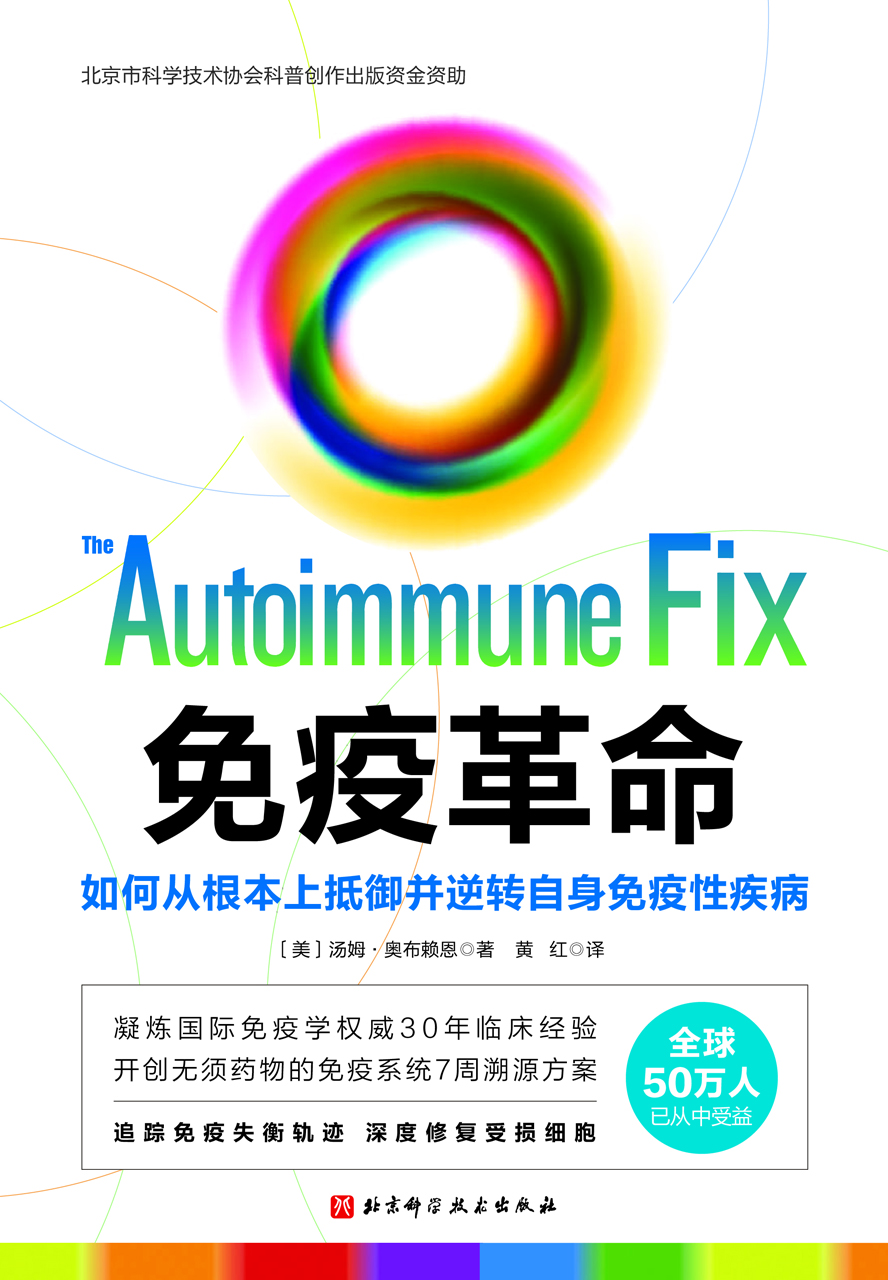 北京市科学技术协会科普创作出版资金资助
The Autoimmune Fix
免疫革命
如何从根本上抵御并逆转自身免疫性疾病
［美］汤姆·奥布赖恩◎著 黄 红◎译
凝炼国际免疫学权威30年临床经验
开创无须药物的免疫系统7周溯源方案
追踪免疫失衡轨迹 深度修复受损细胞
全球
50万人
已从中受益
北京科学技术出版社